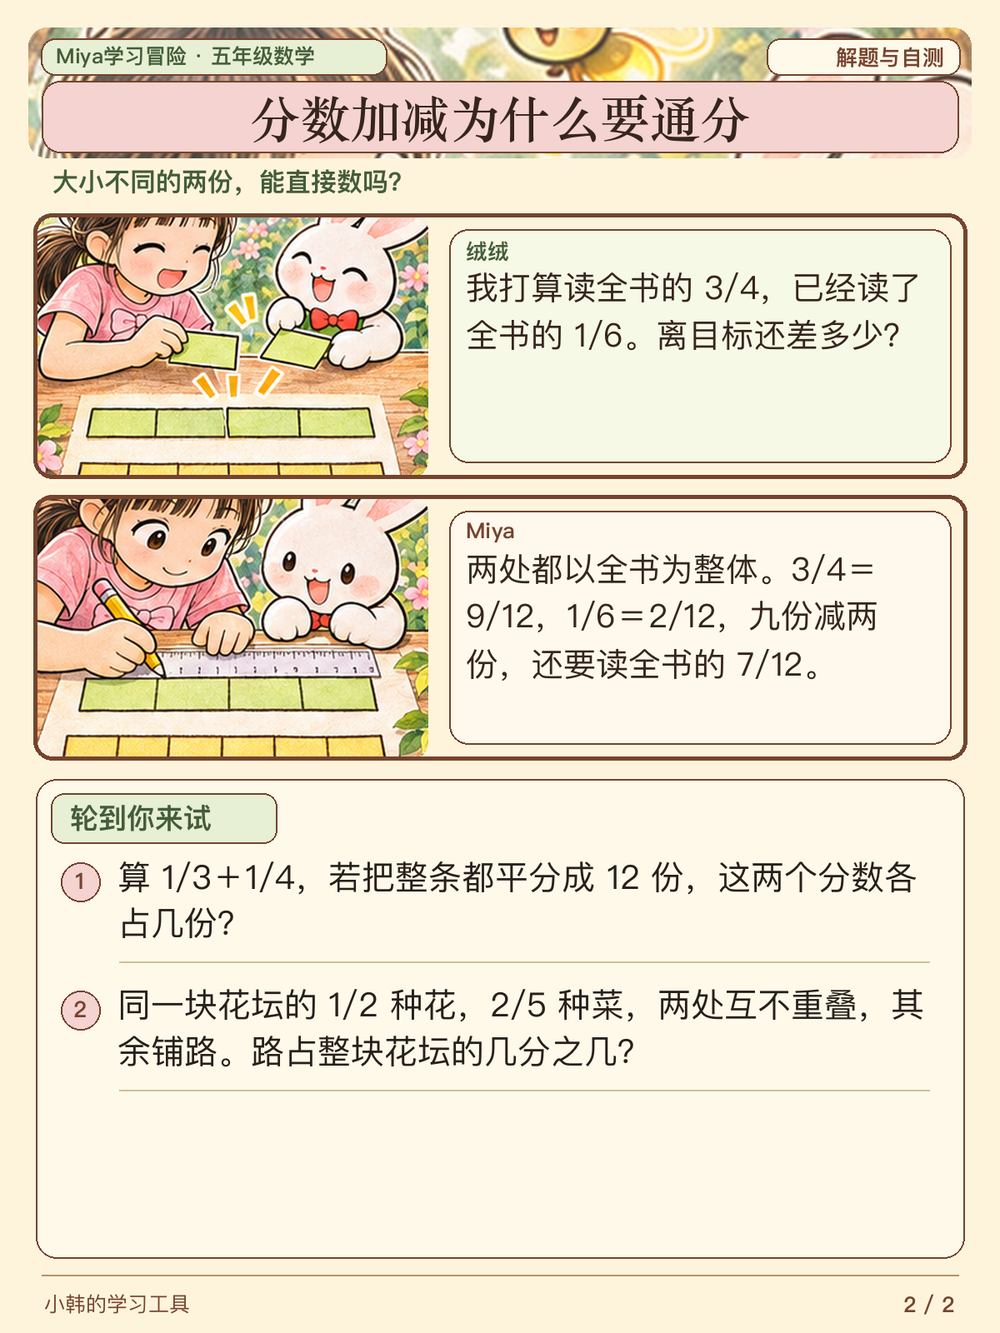 Miya学习冒险 · 五年级数学
解题与自测
分数加减为什么要通分
大小不同的两份，能直接数吗？
绒绒
我打算读全书的 3/4，已经读了
全书的 1/6。离目标还差多少？
Miya
两处都以全书为整体。3/4＝
9/12，1/6＝2/12，九份减两
份，还要读全书的 7/12。
轮到你来试
1 算 1/3＋1/4，若把整条都平分成 12 份，这两个分数各
占几份？
2 同一块花坛的 1/2 种花，2/5 种菜，两处互不重叠，其
余铺路。路占整块花坛的几分之几？
小韩的学习工具
2 / 2